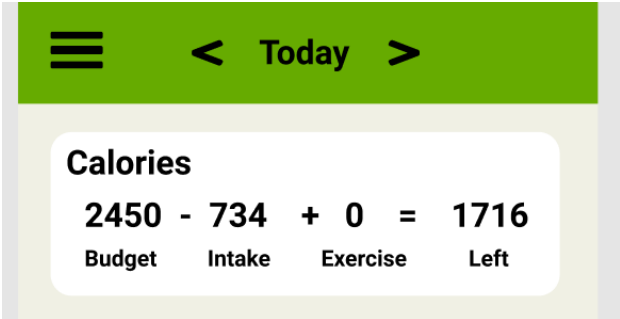 < Today >
Calories
2450 - 734 + 0 = 1716
Budget Intake Exercise Left